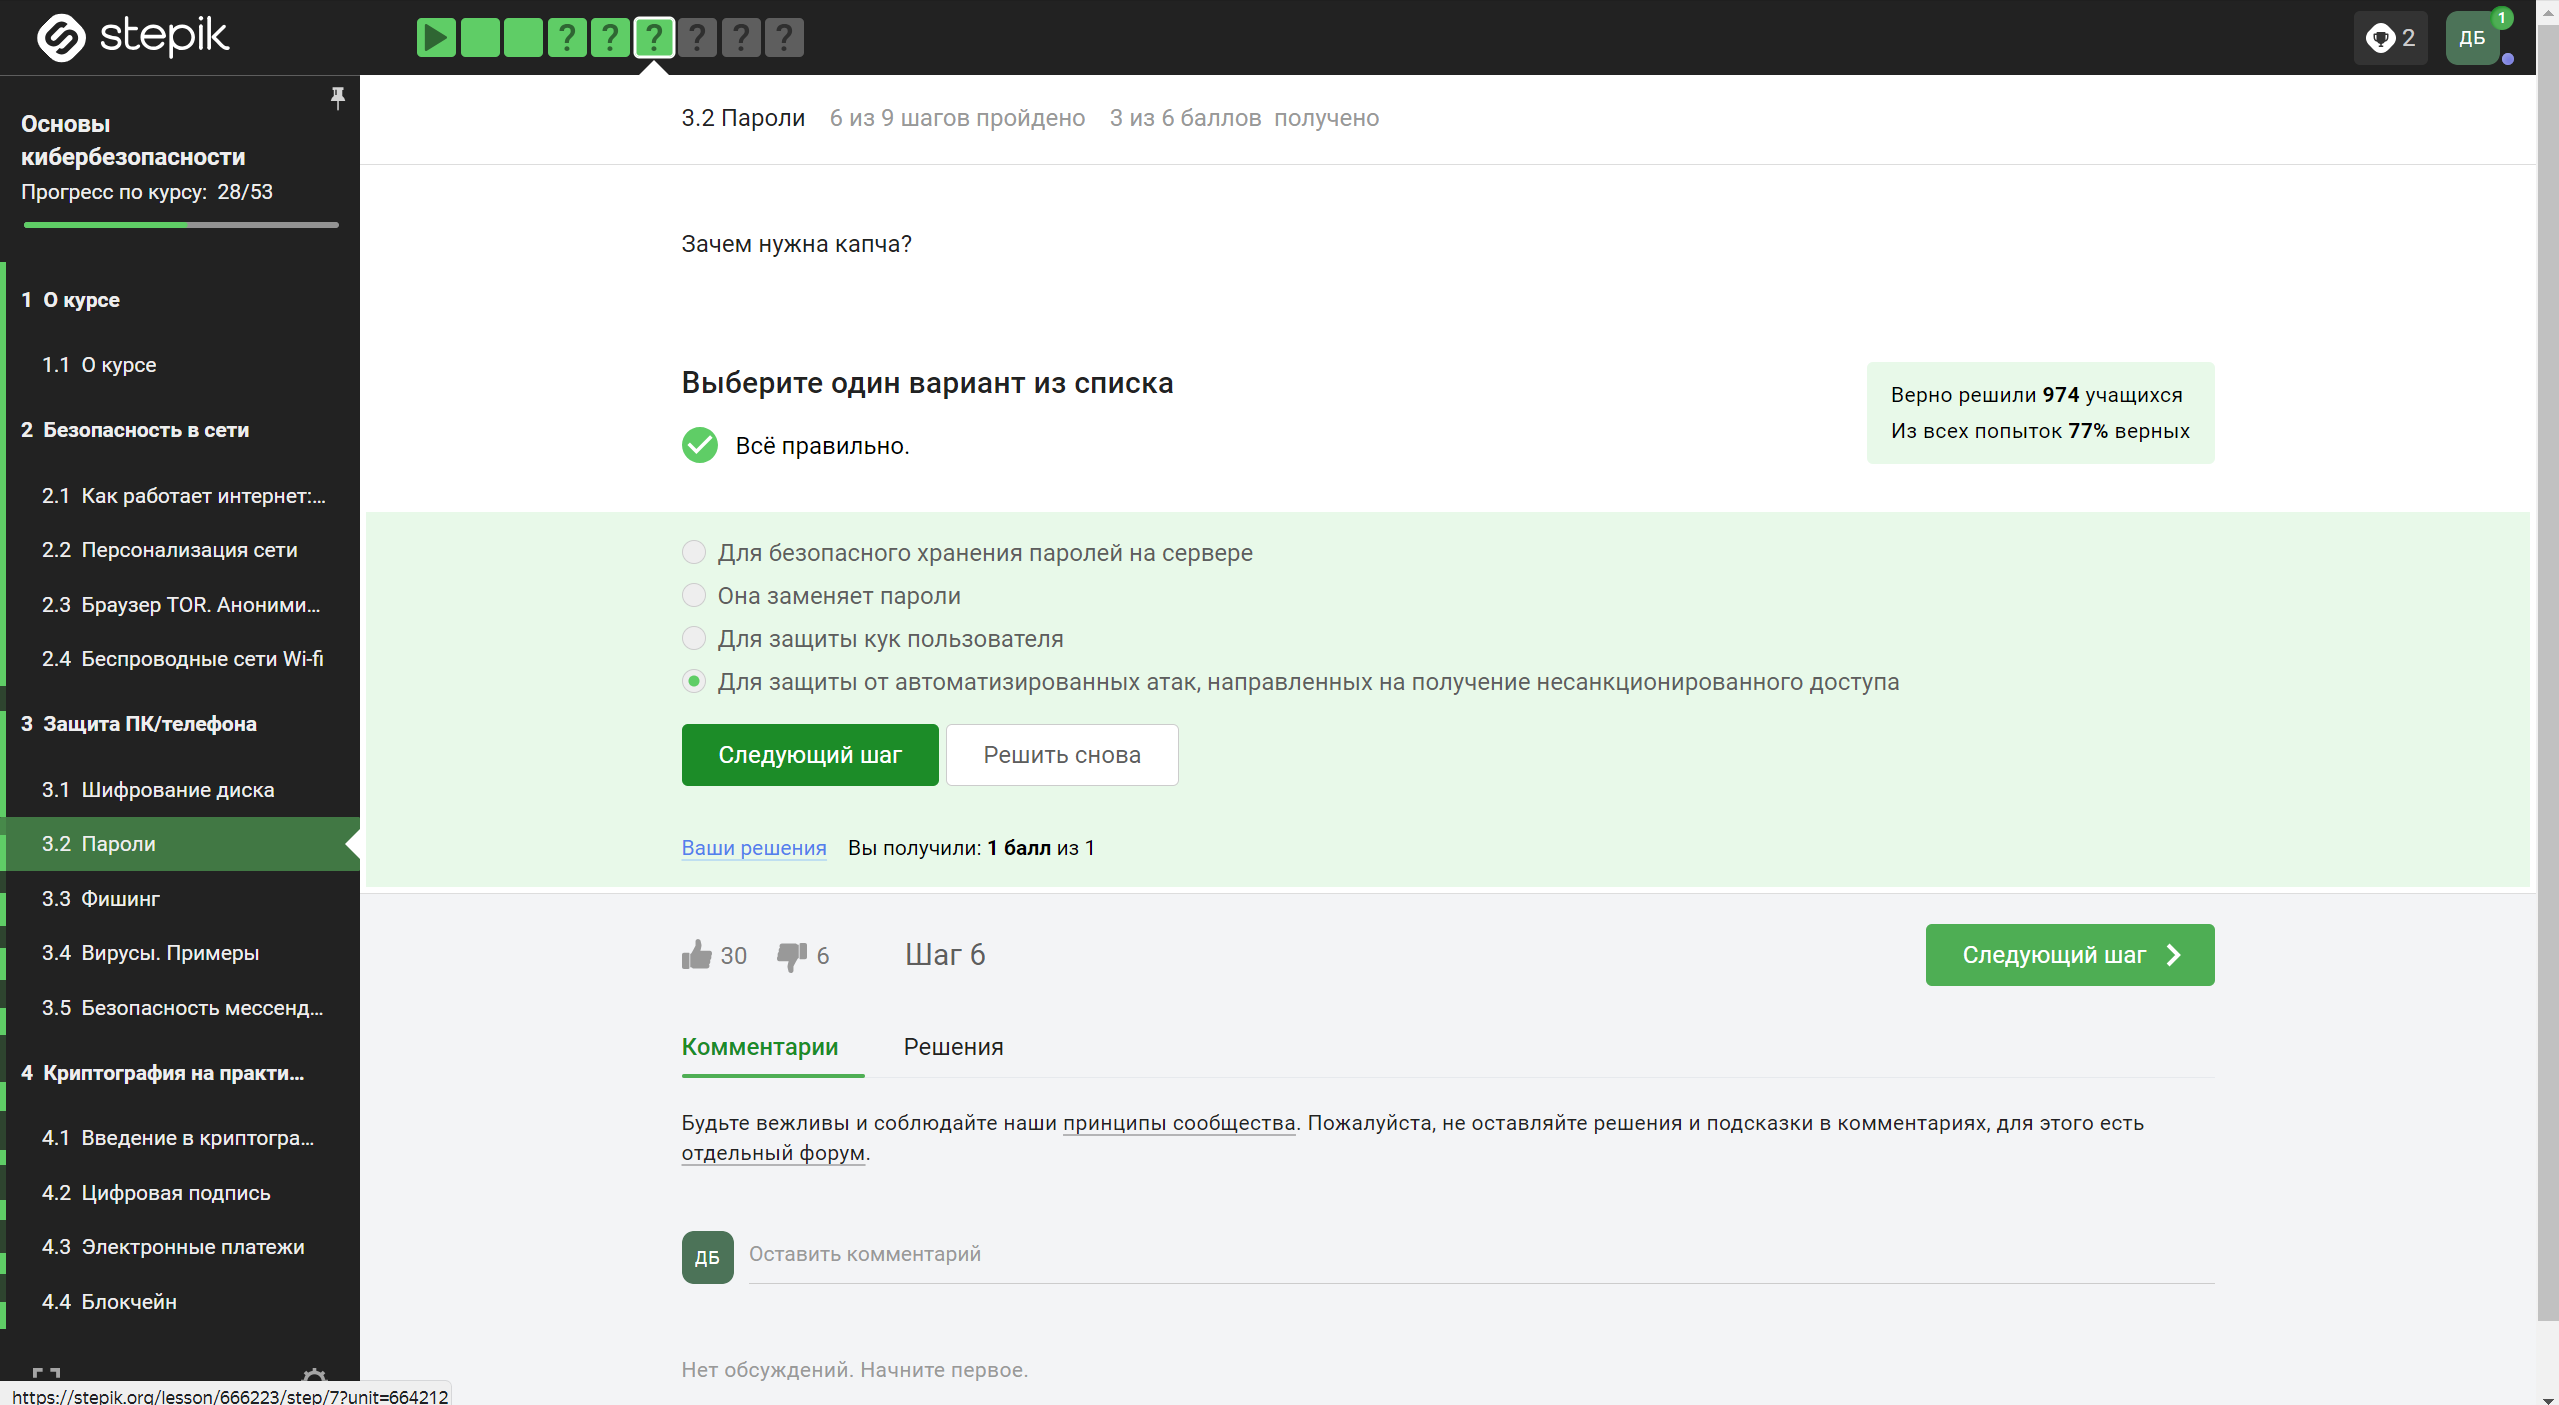 stepik
? ? ? ? ? ?
2
ДБ
1
Основы
кибербезопасности
Прогресс по курсу: 28/53
1 О курсе
1.1 О курсе
2 Безопасность в сети
2.1 Как работает интернет:...
2.2 Персонализация сети
2.3 Браузер TOR. Аноними...
2.4 Беспроводные сети Wi-fi
3 Защита ПК/телефона
3.1 Шифрование диска
3.2 Пароли
3.3 Фишинг
3.4 Вирусы. Примеры
3.5 Безопасность мессенд...
4 Криптография на практи...
4.1 Введение в криптогра...
4.2 Цифровая подпись
4.3 Электронные платежи
4.4 Блокчейн
https://stepik.org/lesson/666223/step/7?unit=664212
3.2 Пароли 6 из 9 шагов пройдено 3 из 6 баллов получено
Зачем нужна капча?
Выберите один вариант из списка
Всё правильно.
Верно решили 974 учащихся
Из всех попыток 77% верных
Для безопасного хранения паролей на сервере
Она заменяет пароли
Для защиты кук пользователя
Для защиты от автоматизированных атак, направленных на получение несанкционированного доступа
Следующий шаг
Решить снова
Ваши решения Вы получили: 1 балл из 1
30 6 Шаг 6
Следующий шаг
Комментарии Решения
Будьте вежливы и соблюдайте наши принципы сообщества. Пожалуйста, не оставляйте решения и подсказки в комментариях, для этого есть
отдельный форум.
ДБ
Оставить комментарий
Нет обсуждений. Начните первое.